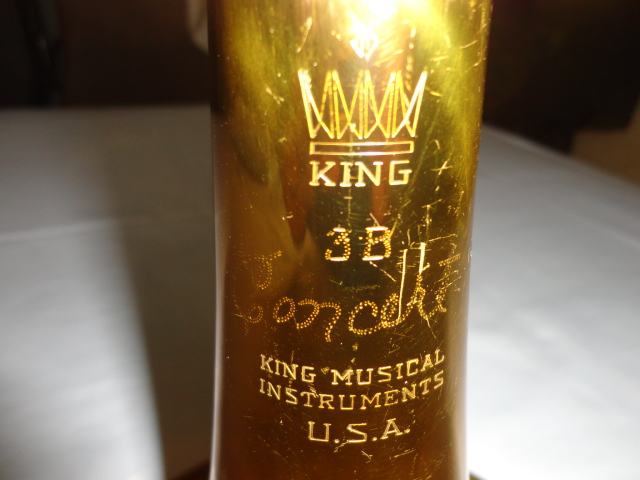 KING
3B
Concert
KING MUSICAL
INSTRUMENTS
U.S.A.